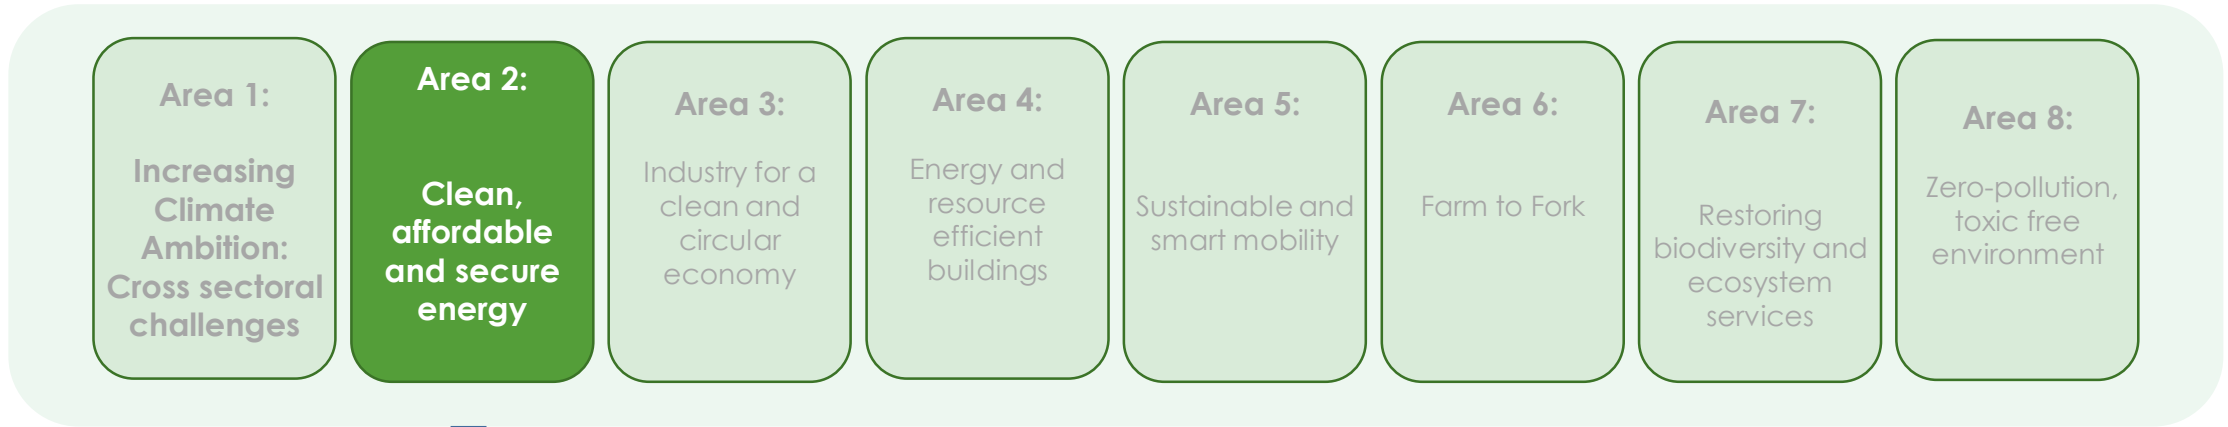 Area 1:
Increasing
Climate
Ambition:
Cross sectoral
challenges
Area 2:
Clean,
affordable
and secure
energy
Area 3:
Industry for a
clean and
circular
economy
Area 4:
Energy and
resource
efficient
buildings
Area 5:
Sustainable and
smart mobility
Area 6:
Farm to Fork
Area 7:
Restoring
biodiversity and
ecosystem
services
Area 8:
Zero-pollution,
toxic free
environment